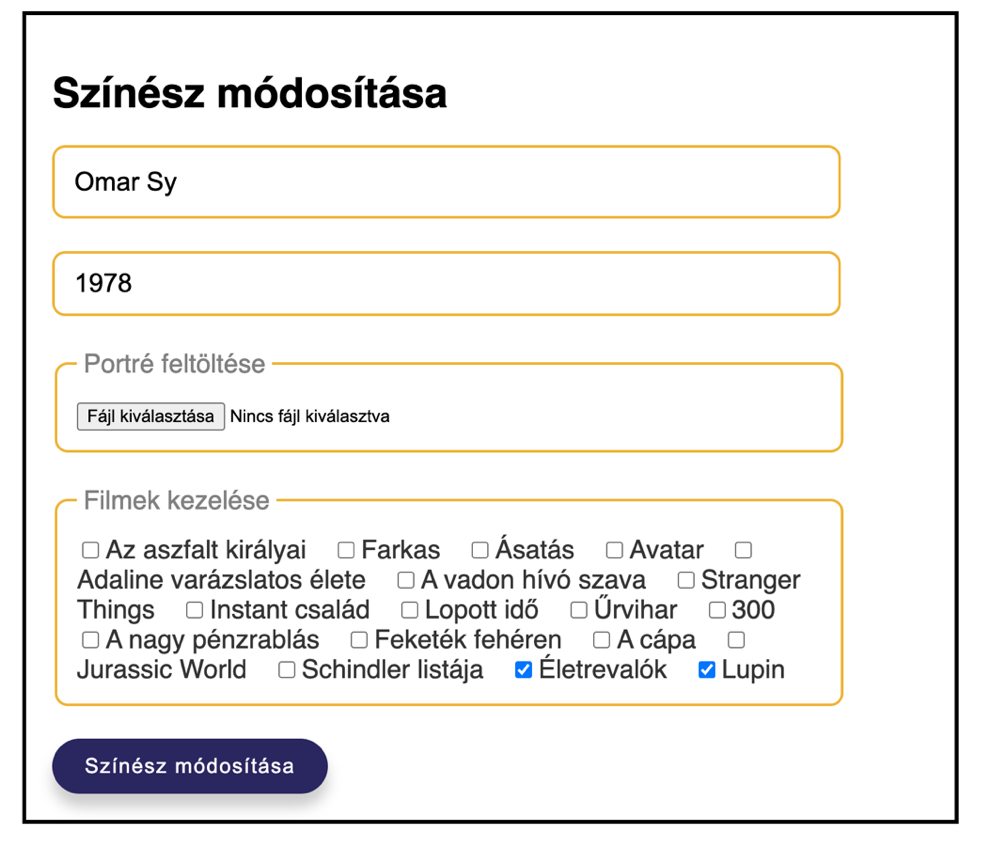 Színész módosítása
Omar Sy
1978
Portré feltöltése
Fájl kiválasztása Nincs fájl kiválasztva
Filmek kezelése
Az aszfalt királyai Farkas Ásatás Avatar
Adaline varázslatos élete A vadon hívó szava Stranger
Things Instant család Lopott idő Űrvihar 300
A nagy pénzrablás Feketék fehéren A cápa
Jurassic World Schindler listája Életrevalók Lupin
Színész módosítása